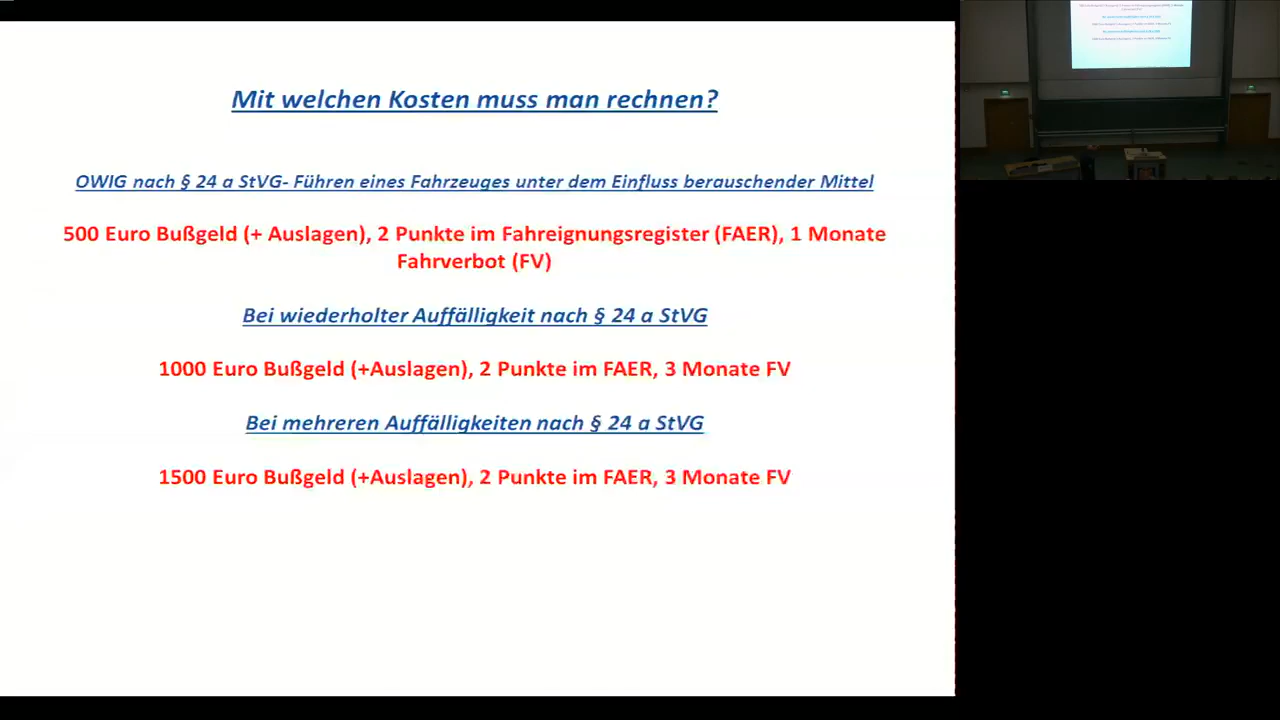 Mit welchen Kosten muss man rechnen?
OWIG nach § 24 a StVG- Führen eines Fahrzeuges unter dem Einfluss berauschender Mittel
500 Euro Bußgeld (+ Auslagen), 2 Punkte im Fahreignungsregister (FAER), 1 Monate
Fahrverbot (FV)
Bei wiederholter Auffälligkeit nach § 24 a StVG
1000 Euro Bußgeld (+Auslagen), 2 Punkte im FAER, 3 Monate FV
Bei mehreren Auffälligkeiten nach § 24 a StVG
1500 Euro Bußgeld (+Auslagen), 2 Punkte im FAER, 3 Monate FV